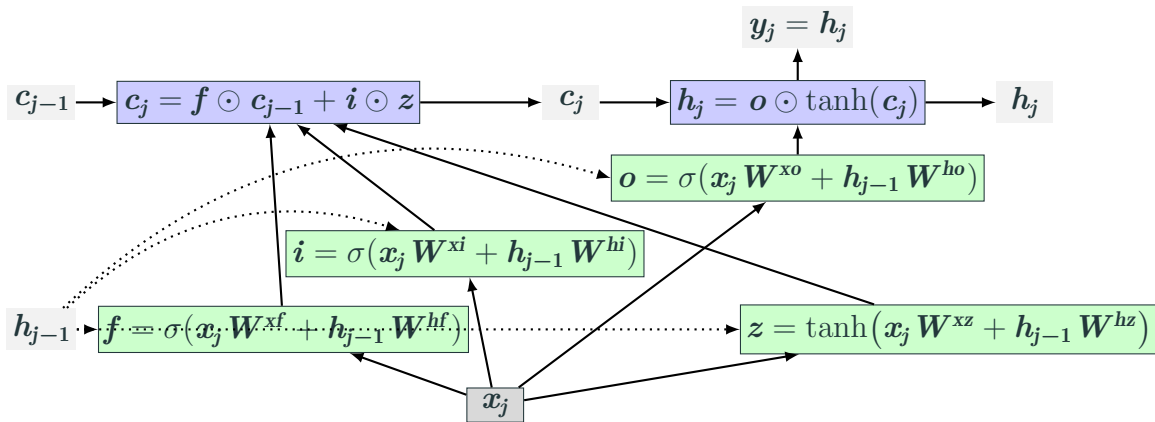 y_j = h_j
c_{j−1} c_j = f ⊙ c_{j−1} + i ⊙ z c_j h_j = o ⊙ tanh(c_j) h_j
o = σ(x_j W^{xo} + h_{j−1} W^{ho})
i = σ(x_j W^{xi} + h_{j−1} W^{hi})
h_{j−1} f = σ(x_j W^{xf} + h_{j−1} W^{hf}) z = tanh(x_j W^{xz} + h_{j−1} W^{hz})
x_j